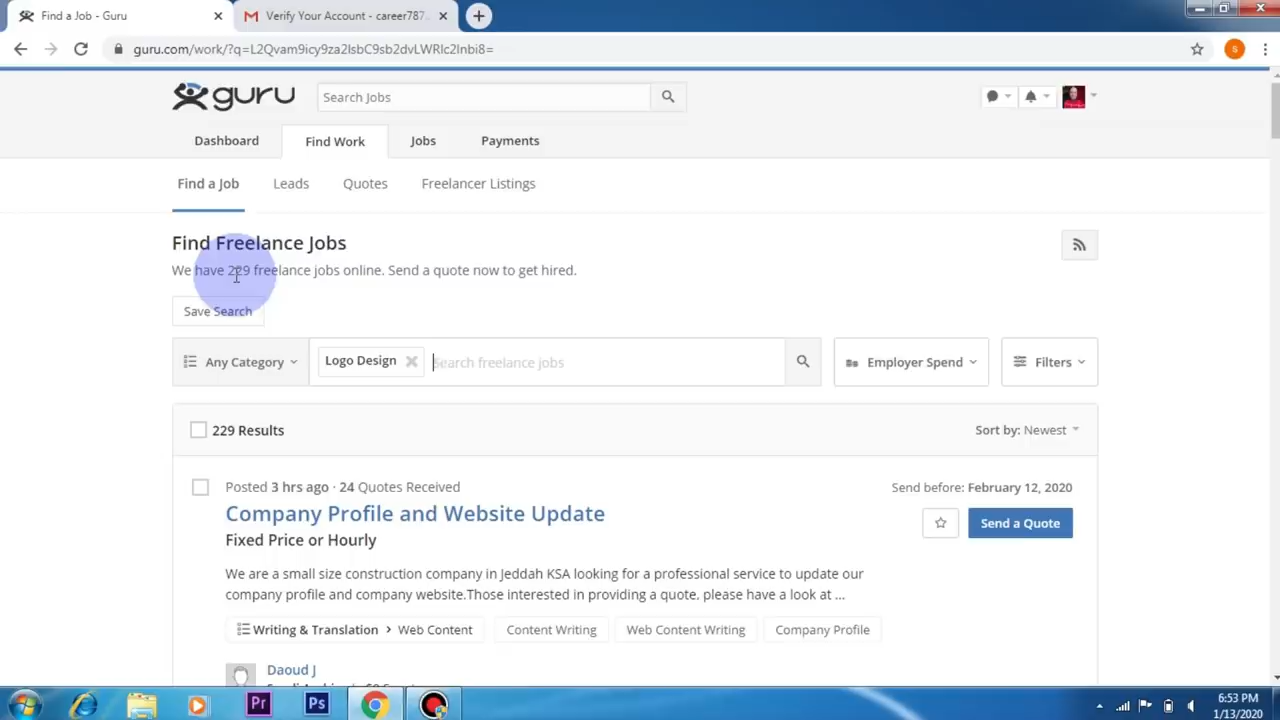 Find a Job - Guru
Verify Your Account - career787
guru.com/work/?q=L2Qvam9icy9za2lsbC9sb2dvLWRlc2lnbi8=
S
guru
Search Jobs
Dashboard
Find Work
Jobs
Payments
Find a Job
Leads
Quotes
Freelancer Listings
Find Freelance Jobs
We have 229 freelance jobs online. Send a quote now to get hired.
Save Search
Any Category
Logo Design
Search freelance jobs
Employer Spend
Filters
229 Results
Sort by: Newest
Posted 3 hrs ago · 24 Quotes Received
Send before: February 12, 2020
Company Profile and Website Update
Send a Quote
Fixed Price or Hourly
We are a small size construction company in Jeddah KSA looking for a professional service to update our
company profile and company website.Those interested in providing a quote, please have a look at ...
Writing & Translation > Web Content
Content Writing
Web Content Writing
Company Profile
Daoud J
Pr
Ps
6:53 PM
1/13/2020